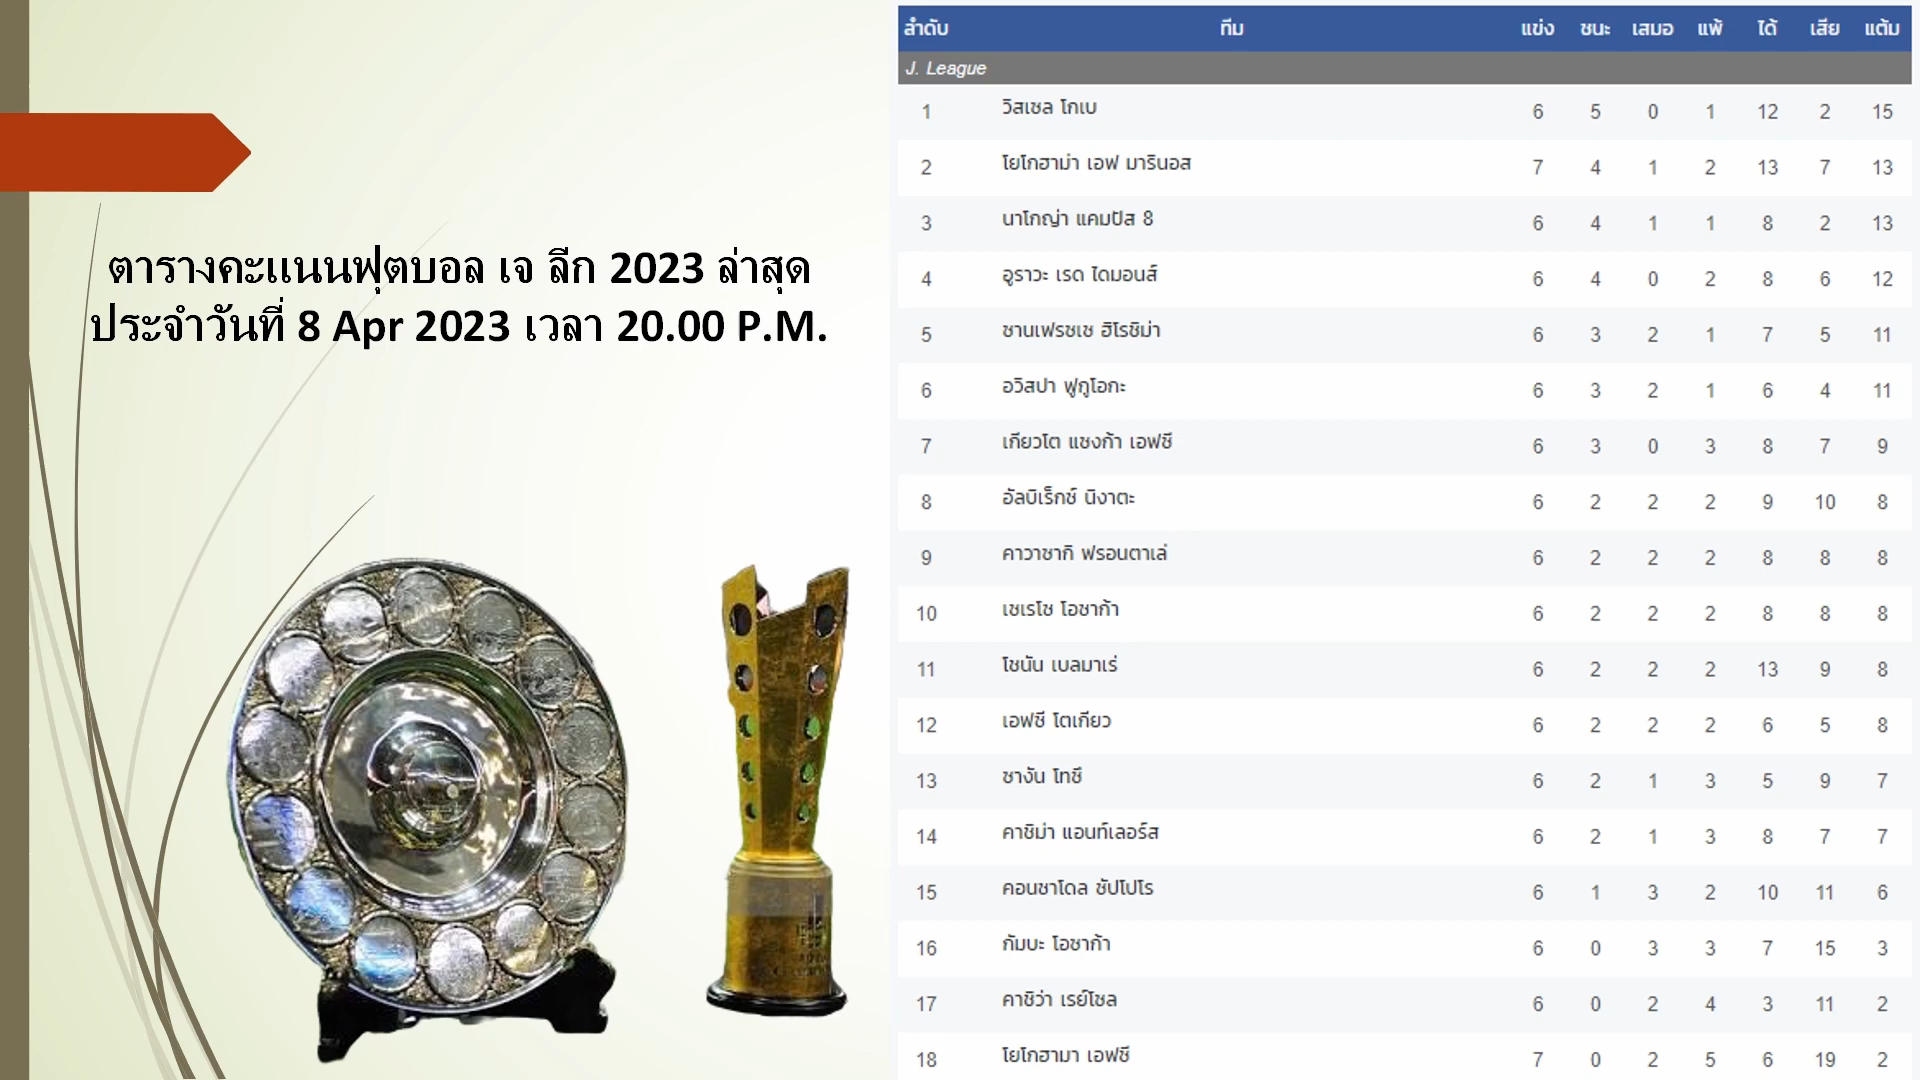 ตารางคะแนนฟุตบอล เจ ลีก 2023 ล่าสุด
ประจำวันที่ 8 Apr 2023 เวลา 20.00 P.M.
ลำดับ ทีม แข่ง ชนะ เสมอ แพ้ ได้ เสีย แต้ม
J. League
1 วิสเซล โกเบ 6 5 0 1 12 2 15
2 โยโกฮาม่า เอฟ มารินอส 7 4 1 2 13 7 13
3 นาโกญ่า แคมปัส 8 6 4 1 1 8 2 13
4 อูราวะ เรด ไดมอนส์ 6 4 0 2 8 6 12
5 ซานเฟรซเซ ฮิโรชิม่า 6 3 2 1 7 5 11
6 อวิสปา ฟูกูโอกะ 6 3 2 1 6 4 11
7 เกียวโต แซงก้า เอฟซี 6 3 0 3 8 7 9
8 อัลบิเร็กซ์ นิงาตะ 6 2 2 2 9 10 8
9 คาวาซากิ ฟรอนตาเล่ 6 2 2 2 8 8 8
10 เซเรโซ โอซาก้า 6 2 2 2 8 8 8
11 โชนัน เบลมาเร่ 6 2 2 2 13 9 8
12 เอฟซี โตเกียว 6 2 2 2 6 5 8
13 ซางัน โทซึ 6 2 1 3 5 9 7
14 คาชิม่า แอนท์เลอร์ส 6 2 1 3 8 7 7
15 คอนซาโดล ซัปโปโร 6 1 3 2 10 11 6
16 กัมบะ โอซาก้า 6 0 3 3 7 15 3
17 คาชิว่า เรย์โซล 6 0 2 4 3 11 2
18 โยโกฮามา เอฟซี 7 0 2 5 6 19 2